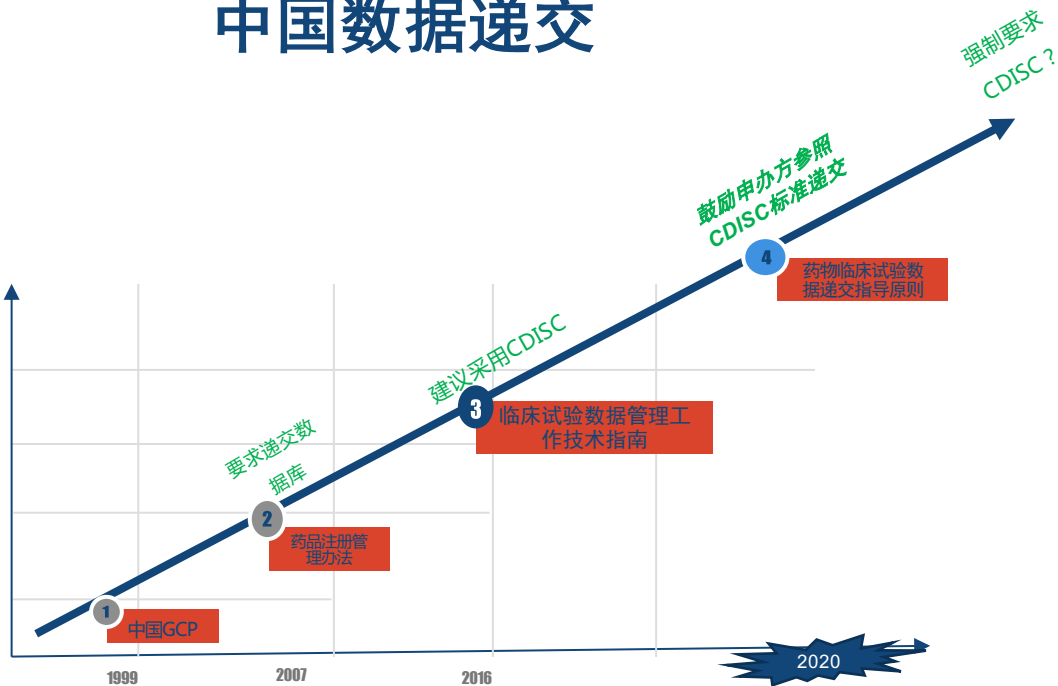 中国数据递交
强制要求
CDISC？
鼓励申办方参照
CDISC标准递交
4
药物临床试验数
据递交指导原则
建议采用CDISC
3
临床试验数据管理工
作技术指南
要求递交数
据库
2
药品注册管
理办法
1
中国GCP
1999
2007
2016
2020